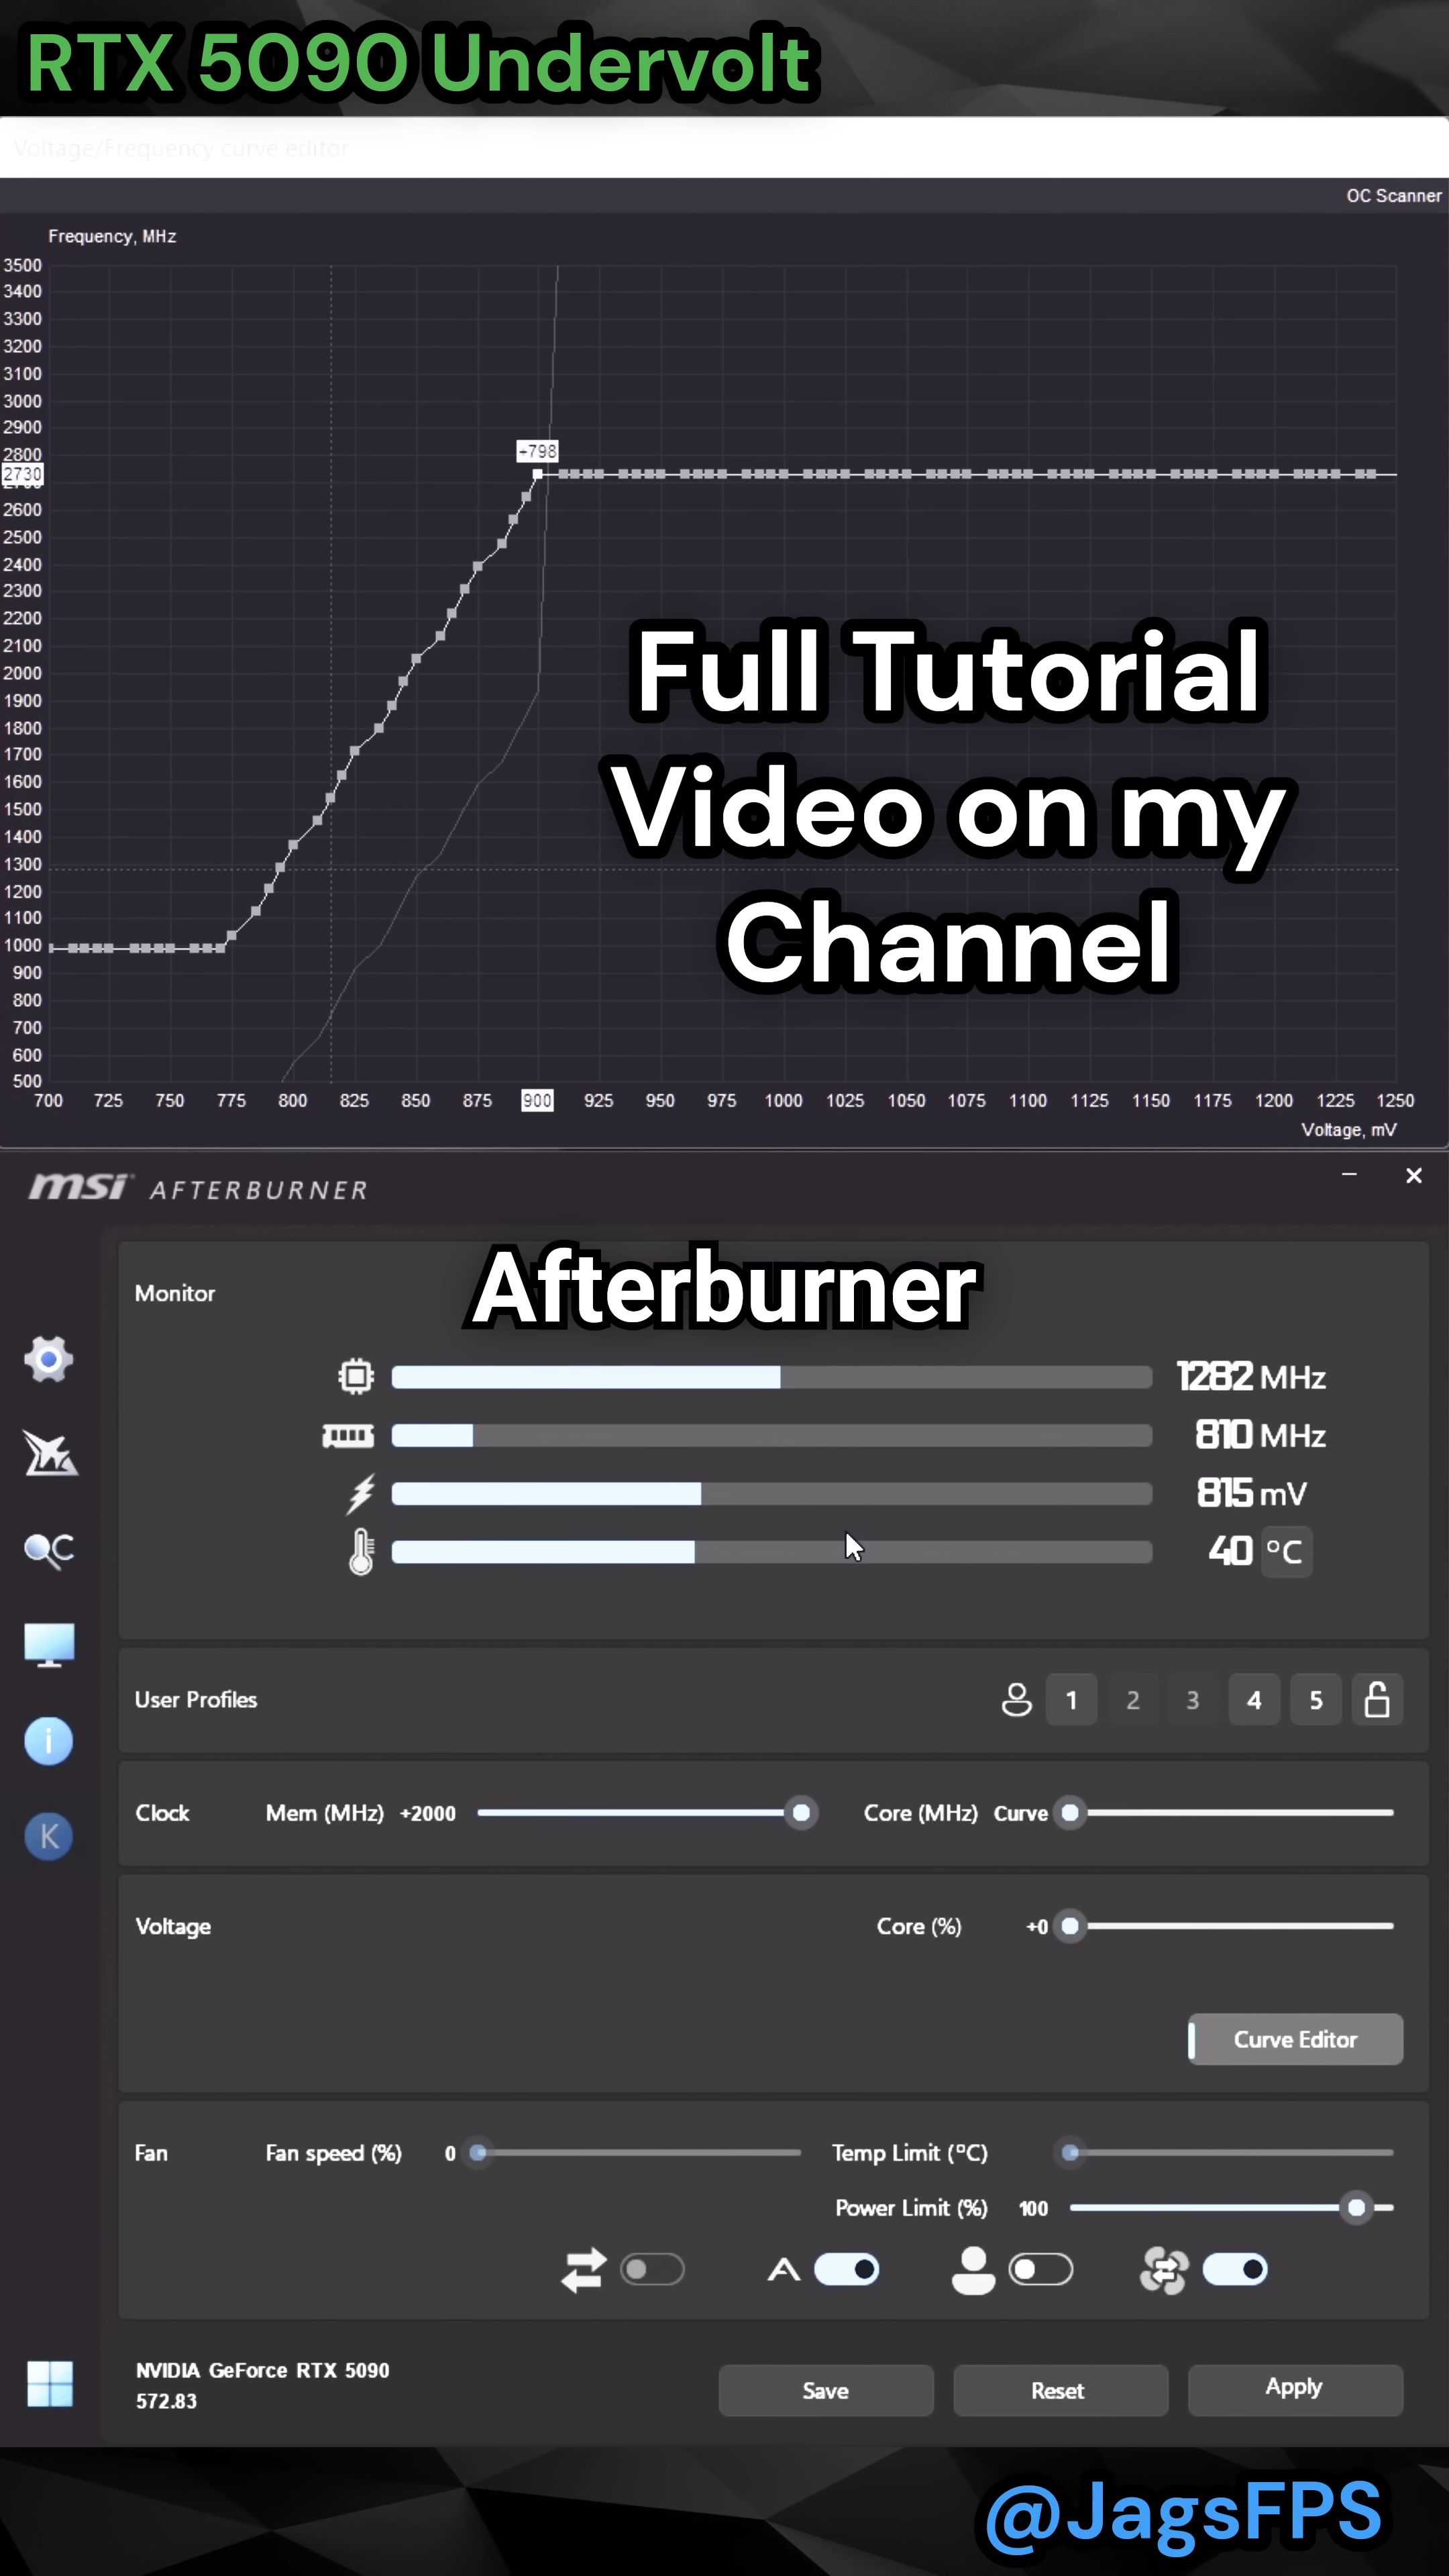 RTX 5090 Undervolt
Voltage/Frequency curve editor
OC Scanner
Frequency, MHz
3500
3400
3300
3200
3100
3000
2900
2800
+798
2730
2600
2500
2400
2300
2200
2100
2000
1900
1800
1700
1600
1500
1400
1300
1200
1100
1000
900
800
700
600
500
Full Tutorial
Video on my
Channel
700 725 750 775 800 825 850 875 900 925 950 975 1000 1025 1050 1075 1100 1125 1150 1175 1200 1225 1250
Voltage, mV
msi AFTERBURNER
Afterburner
Monitor
1282 MHz
810 MHz
815 mV
40 °C
User Profiles 1 2 3 4 5
Clock Mem (MHz) +2000 Core (MHz) Curve
Voltage Core (%) +0
Curve Editor
Fan Fan speed (%) 0 Temp Limit (°C)
Power Limit (%) 100
A
i
K
NVIDIA GeForce RTX 5090
572.83
Save Reset Apply
@JagsFPS